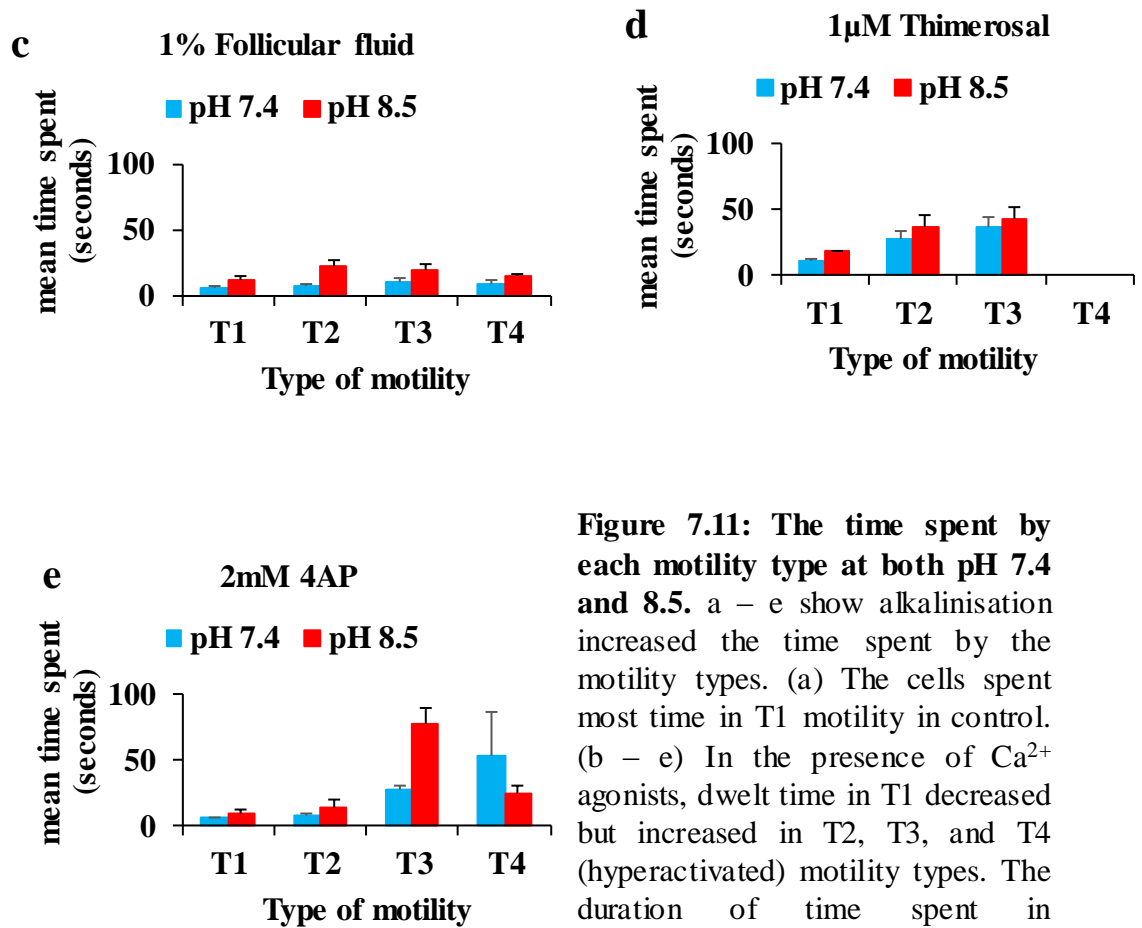 c
1% Follicular fluid
pH 7.4 pH 8.5
mean time spent
(seconds)
100
50
0
T1 T2 T3 T4
Type of motility
d
1µM Thimerosal
pH 7.4 pH 8.5
mean time spent
(seconds)
100
50
0
T1 T2 T3 T4
Type of motility
e
2mM 4AP
pH 7.4 pH 8.5
mean time spent
(seconds)
100
50
0
T1 T2 T3 T4
Type of motility
Figure 7.11: The time spent by
each motility type at both pH 7.4
and 8.5. a – e show alkalinisation
increased the time spent by the
motility types. (a) The cells spent
most time in T1 motility in control.
(b – e) In the presence of Ca²⁺
agonists, dwelt time in T1 decreased
but increased in T2, T3, and T4
(hyperactivated) motility types. The
duration of time spent in